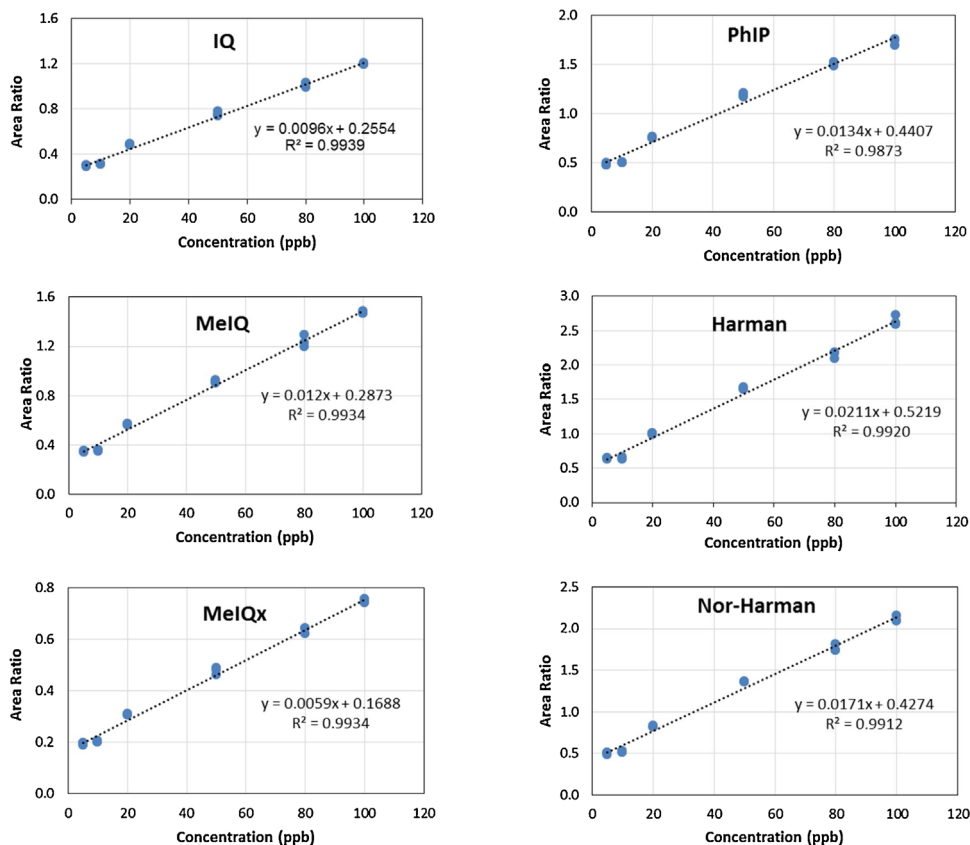 IQ
Area Ratio
1.6
1.2
0.8
0.4
0.0
y = 0.0096x + 0.2554
R² = 0.9939
0 20 40 60 80 100 120
Concentration (ppb)
PhIP
Area Ratio
2.0
1.5
1.0
0.5
0.0
y = 0.0134x + 0.4407
R² = 0.9873
0 20 40 60 80 100 120
Concentration (ppb)
MeIQ
Area Ratio
1.6
1.2
0.8
0.4
0.0
y = 0.012x + 0.2873
R² = 0.9934
0 20 40 60 80 100 120
Concentration (ppb)
Harman
Area Ratio
3.0
2.5
2.0
1.5
1.0
0.5
0.0
y = 0.0211x + 0.5219
R² = 0.9920
0 20 40 60 80 100 120
Concentration (ppb)
MeIQx
Area Ratio
0.8
0.6
0.4
0.2
0.0
y = 0.0059x + 0.1688
R² = 0.9934
0 20 40 60 80 100 120
Concentration (ppb)
Nor-Harman
Area Ratio
2.5
2.0
1.5
1.0
0.5
0.0
y = 0.0171x + 0.4274
R² = 0.9912
0 20 40 60 80 100 120
Concentration (ppb)